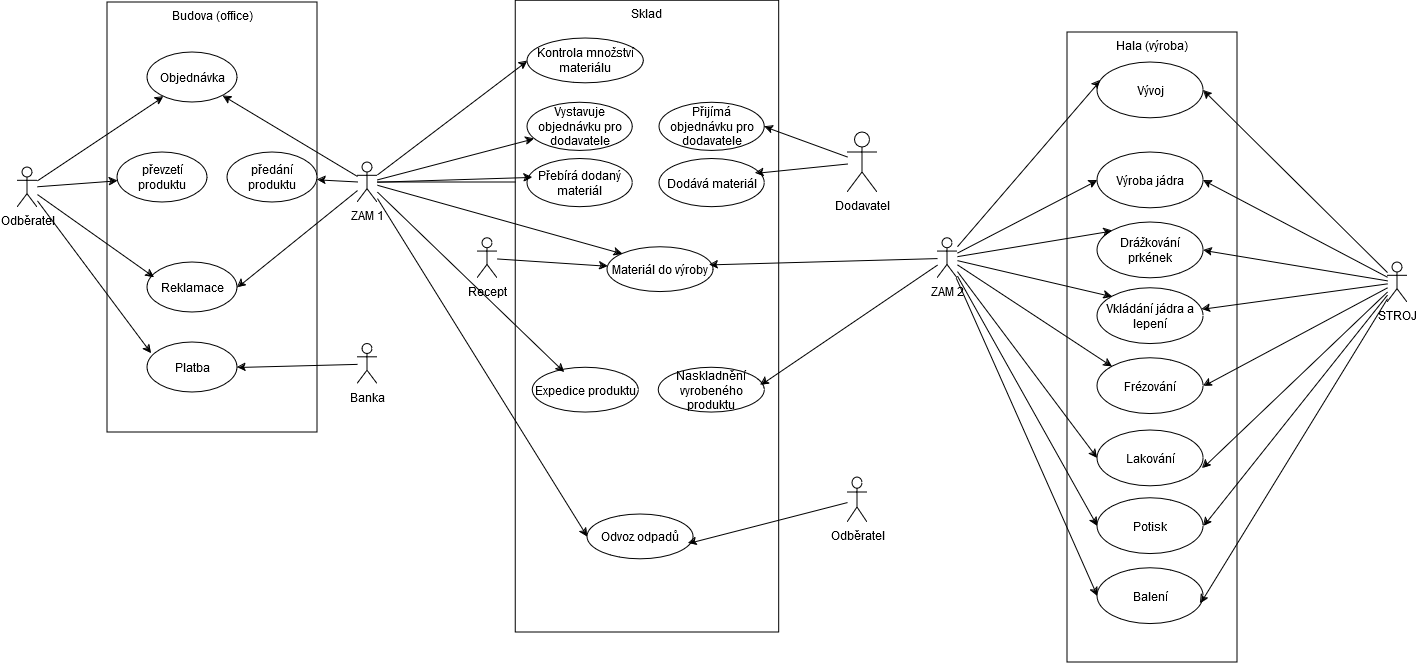 Budova (office)
Objednávka
převzetí
produktu
předání
produktu
Odběratel
ZAM 1
Reklamace
Platba
Banka
Sklad
Kontrola množství
materiálu
Vystavuje
objednávku pro
dodavatele
Přijímá
objednávku pro
dodavatele
Přebírá dodaný
materiál
Dodává materiál
Dodavatel
Recept
Materiál do výroby
Expedice produktu
Naskladnění
vyrobeného
produktu
Odvoz odpadů
Odběratel
ZAM 2
Hala (výroba)
Vývoj
Výroba jádra
Drážkování
prkének
Vkládání jádra a
lepení
Frézování
Lakování
Potisk
Balení
STROJ